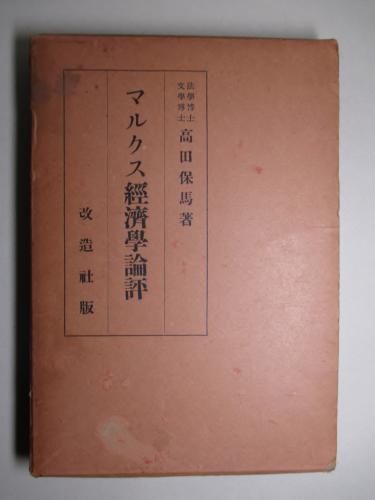 法學博士
文學博士
高田保馬著
マルクス經濟學論評
改造社版